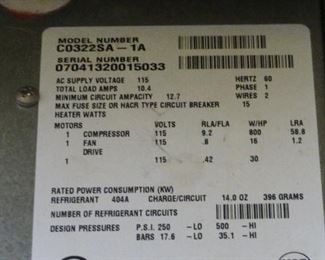 MODEL NUMBER
C0322SA-1A
SERIAL NUMBER
07041320015033
AC SUPPLY VOLTAGE 115 HERTZ 60
TOTAL LOAD AMPS 10.4 PHASE 1
MINIMUM CIRCUIT AMPACITY 12.7 WIRES 2
MAX FUSE SIZE OR HACR TYPE CIRCUIT BREAKER 15
HEATER WATTS
MOTORS VOLTS RLA/FLA W/HP LRA
1 COMPRESSOR 115 9.2 800 58.8
1 FAN 115 .8 16 1.2
DRIVE
1 115 .42 30
RATED POWER CONSUMPTION (KW)
REFRIGERANT 404A CHARGE/CIRCUIT 14.0 OZ 396 GRAMS
NUMBER OF REFRIGERANT CIRCUITS
DESIGN PRESSURES P.S.I. 250 -LO 500 -HI
BARS 17.6 -LO 35.1 -HI